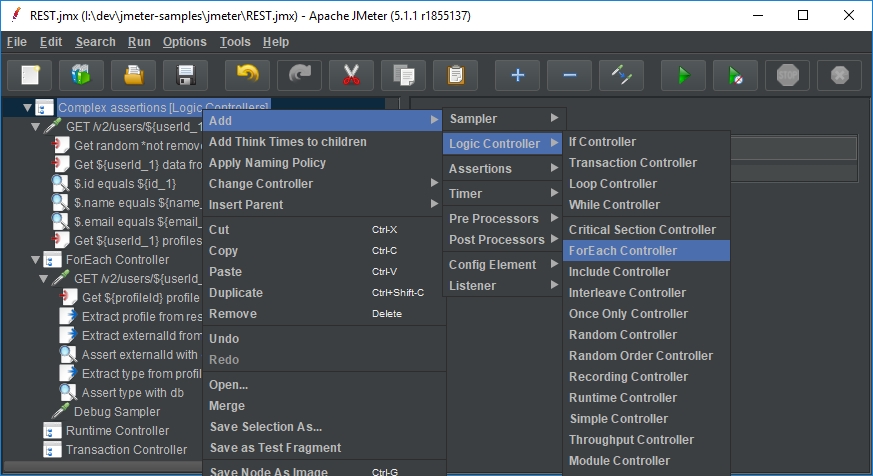 REST.jmx (I:\dev\jmeter-samples\jmeter\REST.jmx) - Apache JMeter (5.1.1 r1855137)
File Edit Search Run Options Tools Help
STOP
Complex assertions [Logic Controllers]
GET /v2/users/${userId_1}
Get random *not remove
Get ${userId_1} data fro
$.id equals ${id_1}
$.name equals ${name_
$.email equals ${email_
Get ${userId_1} profiles
ForEach Controller
GET /v2/users/${userId_
Get ${profileId} profile
Extract profile from res
Extract externalId from
Assert externalId with
Extract type from profil
Assert type with db
Debug Sampler
Runtime Controller
Transaction Controller
Add
Add Think Times to children
Apply Naming Policy
Change Controller
Insert Parent
Cut Ctrl-X
Copy Ctrl-C
Paste Ctrl-V
Duplicate Ctrl+Shift-C
Remove Delete
Undo
Redo
Open...
Merge
Save Selection As...
Save as Test Fragment
Save Node As Image Ctrl-G
Sampler
Logic Controller
Assertions
Timer
Pre Processors
Post Processors
Config Element
Listener
If Controller
Transaction Controller
Loop Controller
While Controller
Critical Section Controller
ForEach Controller
Include Controller
Interleave Controller
Once Only Controller
Random Controller
Random Order Controller
Recording Controller
Runtime Controller
Simple Controller
Throughput Controller
Module Controller